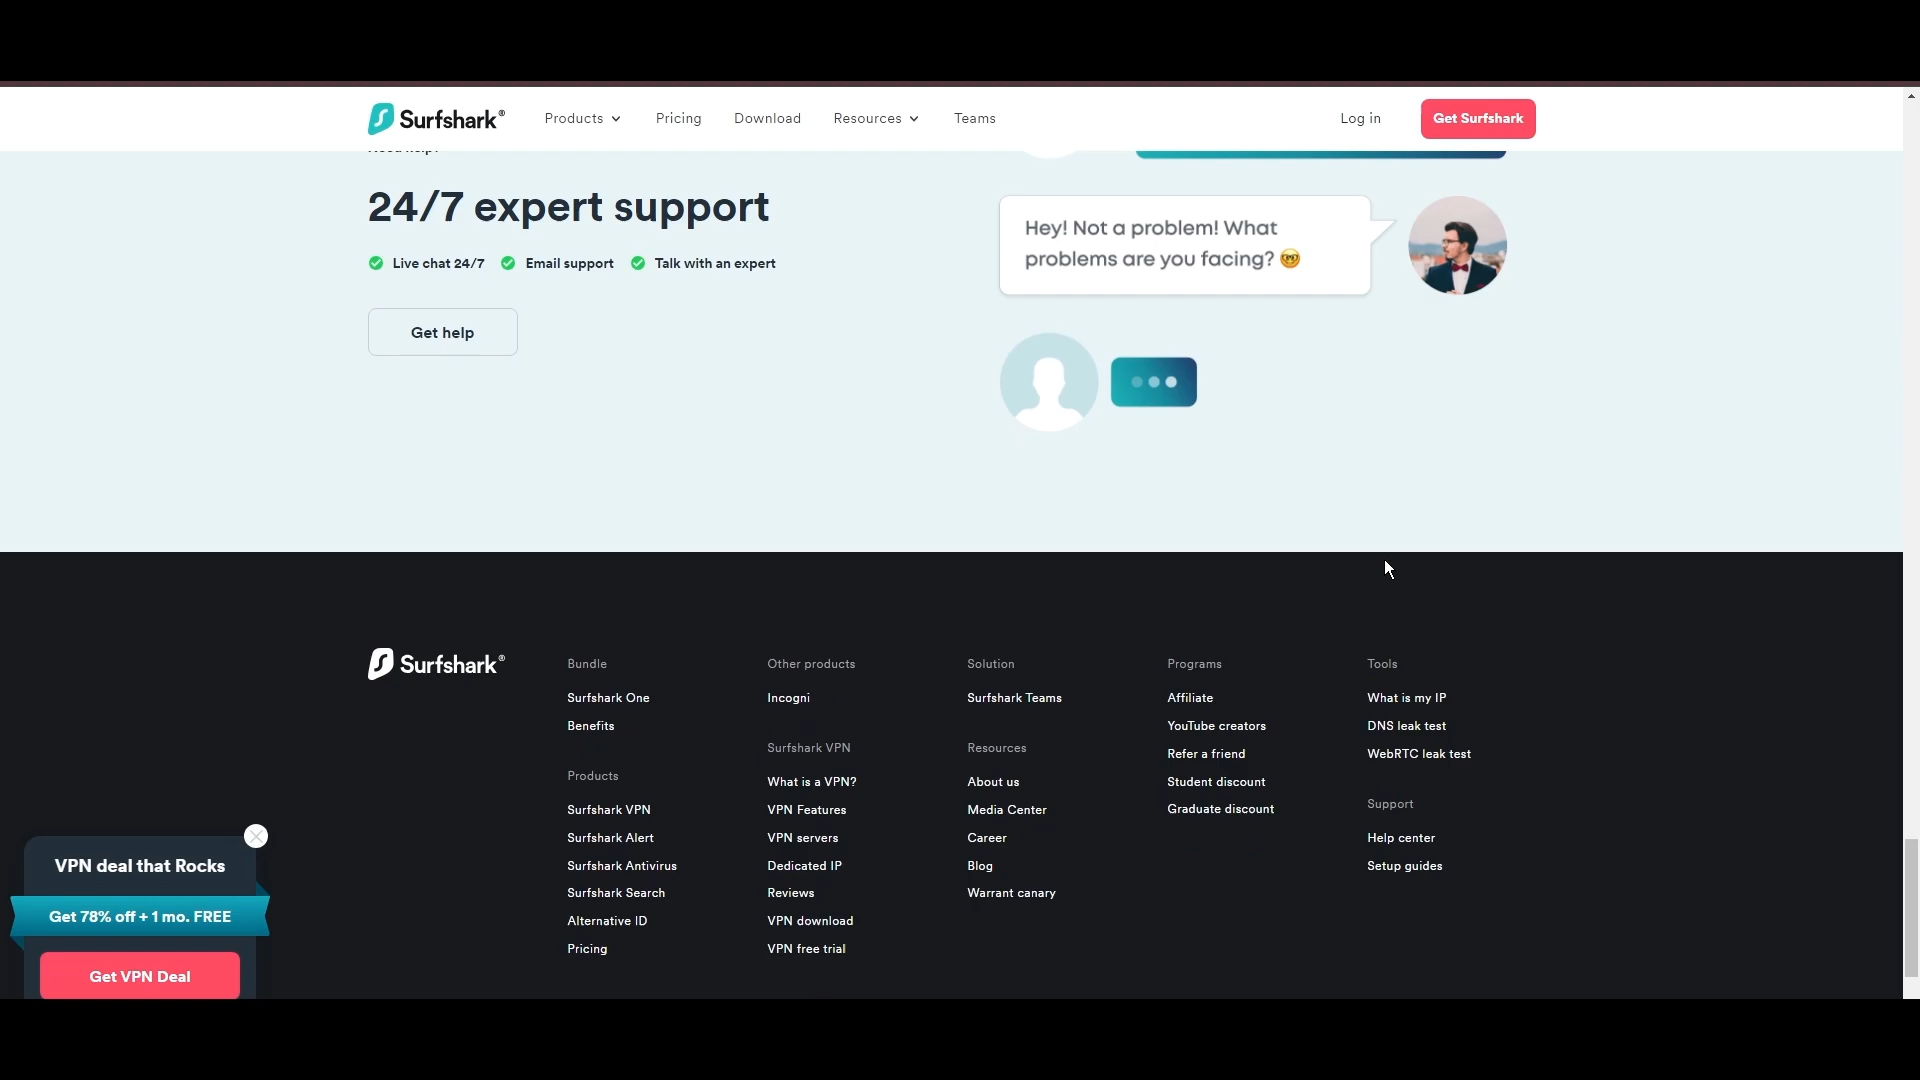 Surfshark®
Products
Pricing
Download
Resources
Teams
Log in
Get Surfshark
24/7 expert support
Live chat 24/7
Email support
Talk with an expert
Get help
Hey! Not a problem! What
problems are you facing? 🤓
Surfshark®
Bundle
Surfshark One
Benefits
Products
Surfshark VPN
Surfshark Alert
Surfshark Antivirus
Surfshark Search
Alternative ID
Pricing
Other products
Incogni
Surfshark VPN
What is a VPN?
VPN Features
VPN servers
Dedicated IP
Reviews
VPN download
VPN free trial
Solution
Surfshark Teams
Resources
About us
Media Center
Career
Blog
Warrant canary
Programs
Affiliate
YouTube creators
Refer a friend
Student discount
Graduate discount
Tools
What is my IP
DNS leak test
WebRTC leak test
Support
Help center
Setup guides
VPN deal that Rocks
Get 78% off + 1 mo. FREE
Get VPN Deal